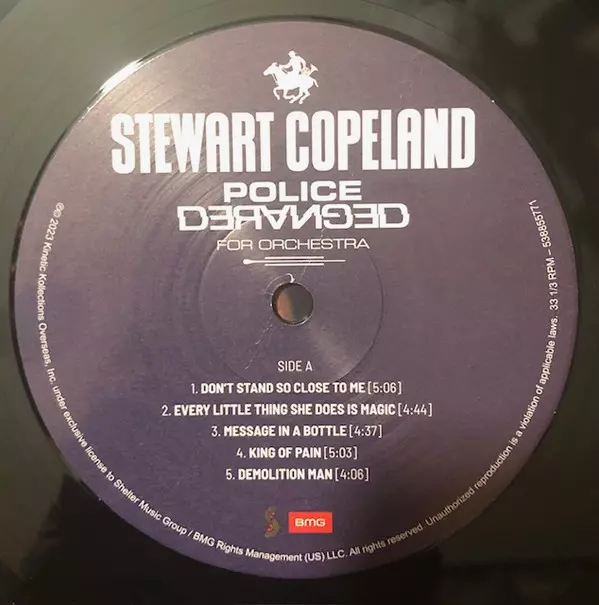 STEWART COPELAND
POLICE
DERANGED
FOR ORCHESTRA
SIDE A
1. DON'T STAND SO CLOSE TO ME [5:06]
2. EVERY LITTLE THING SHE DOES IS MAGIC [4:44]
3. MESSAGE IN A BOTTLE [4:37]
4. KING OF PAIN [5:03]
5. DEMOLITION MAN [4:06]
BMG
℗© 2023 Kinetic Kollections Overseas, Inc. under exclusive license to Shelter Music Group / BMG Rights Management (US) LLC. All rights reserved. Unauthorized reproduction is a violation of applicable laws. 33 1/3 RPM – 538855771